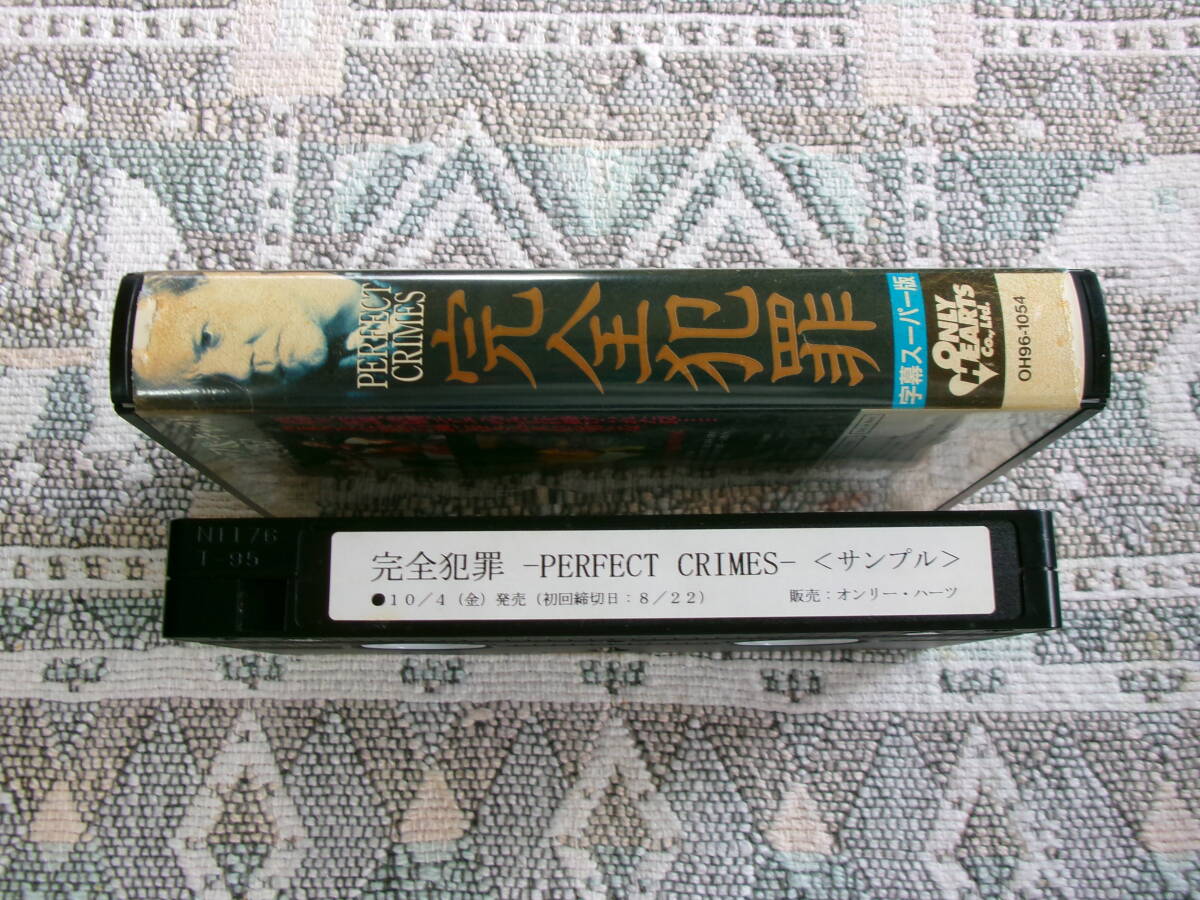 PERFECT
CRIMES
完全犯罪
字幕スーパー版
ONLY
HEARTS
Co.,Ltd.
OH96-1054
N1176
T-95
完全犯罪 -PERFECT CRIMES- <サンプル>
●10/4(金)発売(初回締切日:8/22) 販売:オンリー・ハーツ